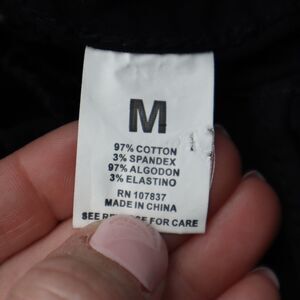 M
97% COTTON
3% SPANDEX
97% ALGODON
3% ELASTINO
RN 107837
MADE IN CHINA
SEE FOR CARE